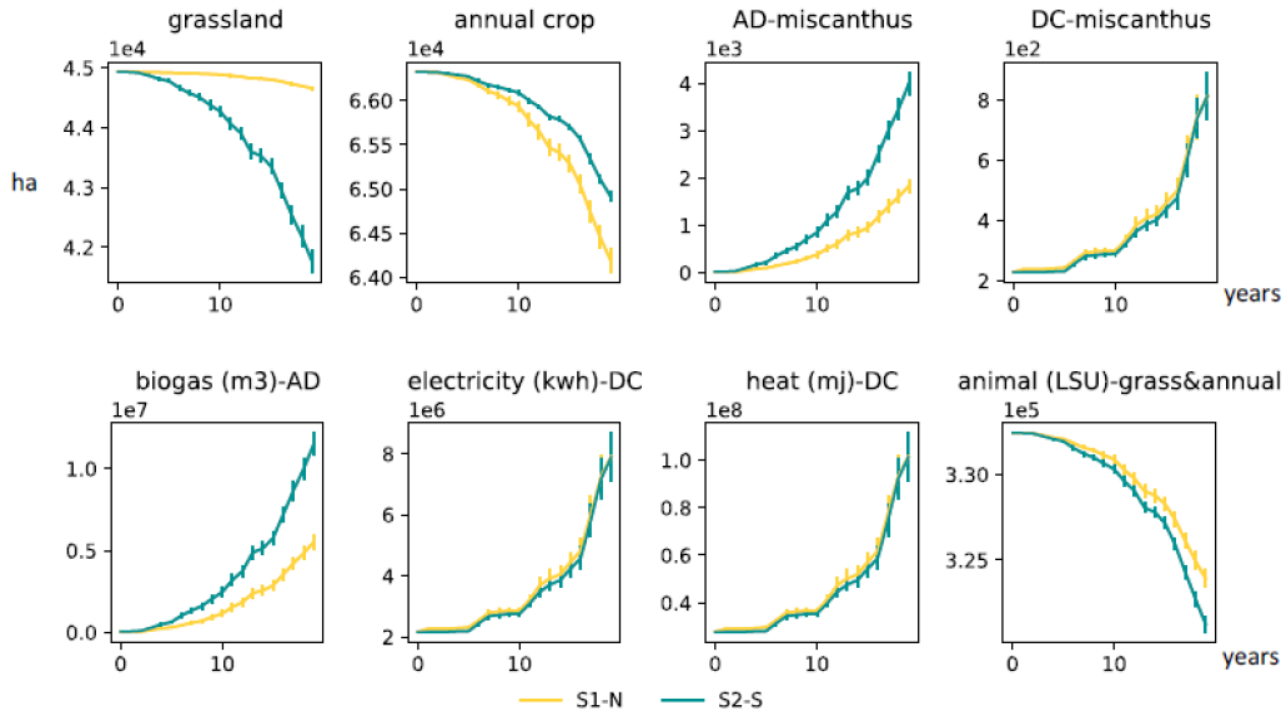 grassland
annual crop
AD-miscanthus
DC-miscanthus
1e4
1e4
1e3
1e2
4.5
4.4
4.3
4.2
6.60
6.55
6.50
6.45
6.40
4
3
2
1
0
8
6
4
2
ha
0 10
0 10
0 10
0 10
years
biogas (m3)-AD
electricity (kwh)-DC
heat (mj)-DC
animal (LSU)-grass&annual
1e7
1e6
1e8
1e5
1.0
0.5
0.0
8
6
4
2
1.0
0.8
0.6
0.4
3.30
3.25
0 10
0 10
0 10
0 10
years
S1-N
S2-S